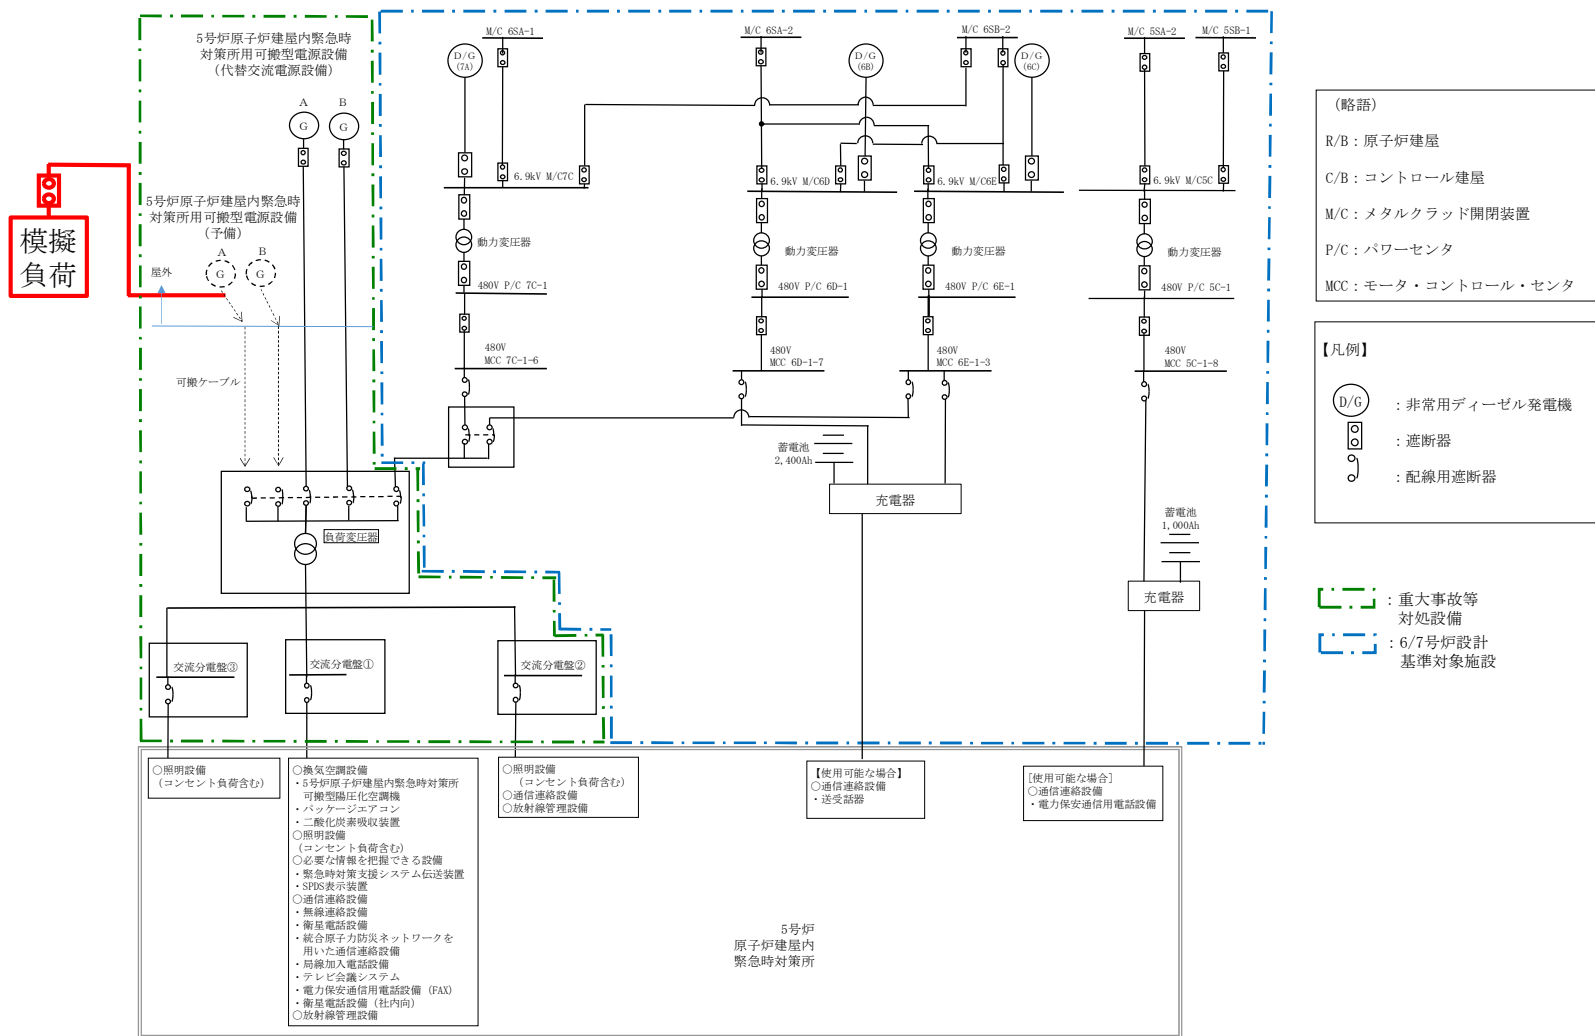 5号炉原子炉建屋内緊急時
対策所用可搬型電源設備
(代替交流電源設備)
A
B
G
G
模擬
負荷
5号炉原子炉建屋内緊急時
対策所用可搬型電源設備
(予備)
A
B
G
G
屋外
可搬ケーブル
M/C 6SA-1
D/G
(7A)
6.9kV M/C7C
動力変圧器
480V P/C 7C-1
480V
MCC 7C-1-6
M/C 6SA-2
M/C 6SB-2
D/G
(6B)
D/G
(6C)
6.9kV M/C6D
6.9kV M/C6E
動力変圧器
動力変圧器
480V P/C 6D-1
480V P/C 6E-1
480V
MCC 6D-1-7
480V
MCC 6E-1-3
蓄電池
2,400Ah
充電器
M/C 5SA-2
M/C 5SB-1
6.9kV M/C5C
動力変圧器
480V P/C 5C-1
480V
MCC 5C-1-8
蓄電池
1,000Ah
充電器
負荷変圧器
交流分電盤③
交流分電盤①
交流分電盤②
○照明設備
(コンセント負荷含む)
○換気空調設備
・5号炉原子炉建屋内緊急時対策所
可搬型陽圧化空調機
・パッケージエアコン
・二酸化炭素吸収装置
○照明設備
(コンセント負荷含む)
○必要な情報を把握できる設備
・緊急時対策支援システム伝送装置
・SPDS表示装置
○通信連絡設備
・無線連絡設備
・衛星電話設備
・統合原子力防災ネットワークを
用いた通信連絡設備
・局線加入電話設備
・テレビ会議システム
・電力保安通信用電話設備 (FAX)
・衛星電話設備 (社内向)
○放射線管理設備
○照明設備
(コンセント負荷含む)
○通信連絡設備
○放射線管理設備
【使用可能な場合】
○通信連絡設備
・送受話器
[使用可能な場合]
○通信連絡設備
・電力保安通信用電話設備
5号炉
原子炉建屋内
緊急時対策所
(略語)
R/B:原子炉建屋
C/B:コントロール建屋
M/C:メタルクラッド開閉装置
P/C:パワーセンタ
MCC:モータ・コントロール・センタ
【凡例】
D/G
:非常用ディーゼル発電機
:遮断器
:配線用遮断器
:重大事故等
対処設備
:6/7号炉設計
基準対象施設